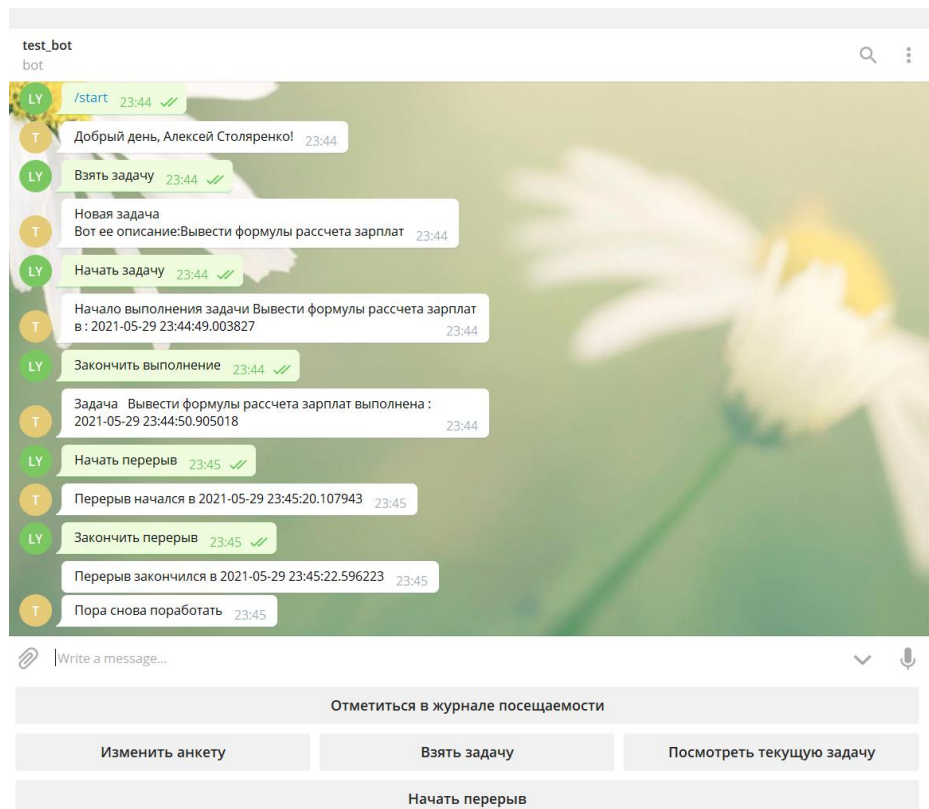 test_bot
bot
LY
/start 23:44
T
Добрый день, Алексей Столяренко! 23:44
LY
Взять задачу 23:44
Новая задача
T
Вот ее описание:Вывести формулы рассчета зарплат 23:44
LY
Начать задачу 23:44
Начало выполнения задачи Вывести формулы рассчета зарплат
T
в : 2021-05-29 23:44:49.003827 23:44
LY
Закончить выполнение 23:44
Задача Вывести формулы рассчета зарплат выполнена :
T
2021-05-29 23:44:50.905018 23:44
LY
Начать перерыв 23:45
T
Перерыв начался в 2021-05-29 23:45:20.107943 23:45
LY
Закончить перерыв 23:45
Перерыв закончился в 2021-05-29 23:45:22.596223 23:45
T
Пора снова поработать 23:45
Write a message...
Отметиться в журнале посещаемости
Изменить анкету
Взять задачу
Посмотреть текущую задачу
Начать перерыв